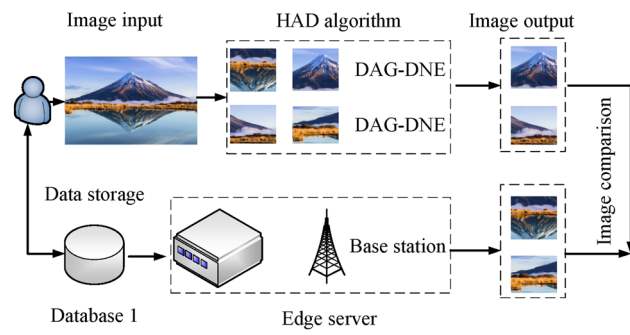 Image input
HAD algorithm
Image output
DAG-DNE
DAG-DNE
Image comparison
Data storage
Base station
Database 1
Edge server